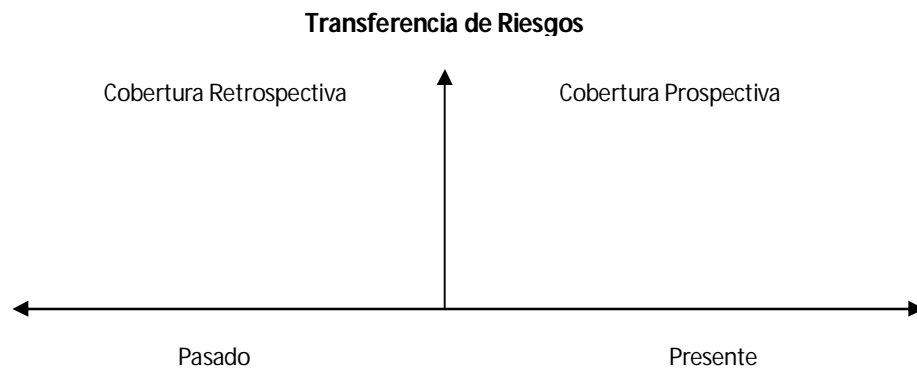 Transferencia de Riesgos
Cobertura Retrospectiva
Cobertura Prospectiva
Pasado
Presente